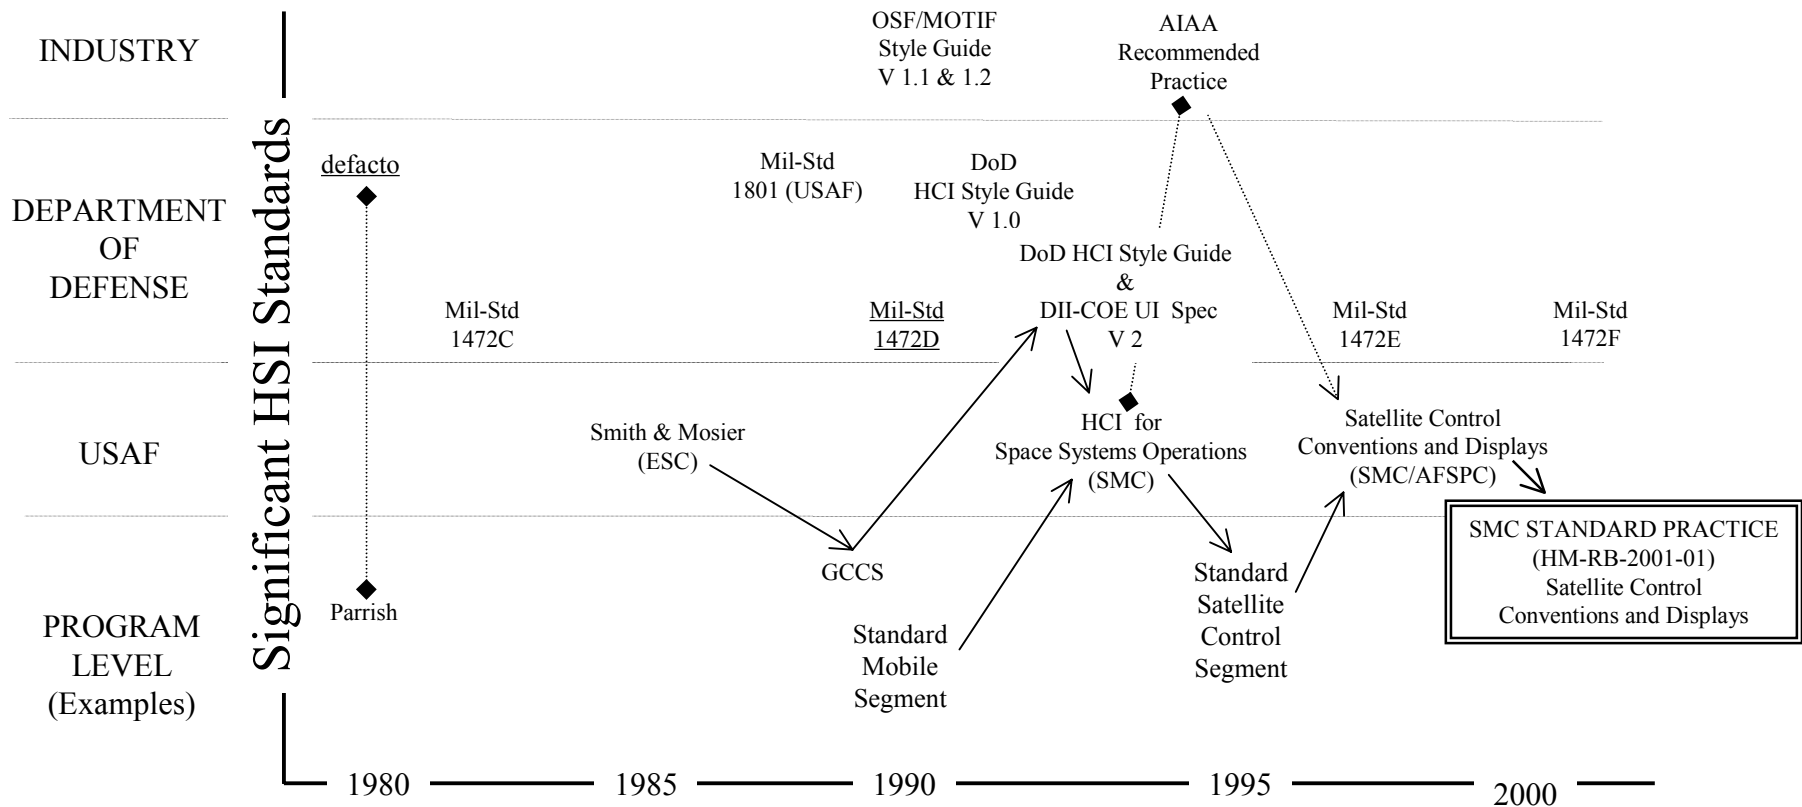 INDUSTRY
OSF/MOTIF
Style Guide
V 1.1 & 1.2
AIAA
Recommended
Practice
Significant HSI Standards
DEPARTMENT
OF
DEFENSE
defacto
Mil-Std
1801 (USAF)
DoD
HCI Style Guide
V 1.0
DoD HCI Style Guide
&
DII-COE UI Spec
V 2
Mil-Std
1472C
Mil-Std
1472D
Mil-Std
1472E
Mil-Std
1472F
USAF
Smith & Mosier
(ESC)
HCI for
Space Systems Operations
(SMC)
Satellite Control
Conventions and Displays
(SMC/AFSPC)
PROGRAM
LEVEL
(Examples)
Parrish
GCCS
Standard
Mobile
Segment
Standard
Satellite
Control
Segment
SMC STANDARD PRACTICE
(HM-RB-2001-01)
Satellite Control
Conventions and Displays
1980
1985
1990
1995
2000